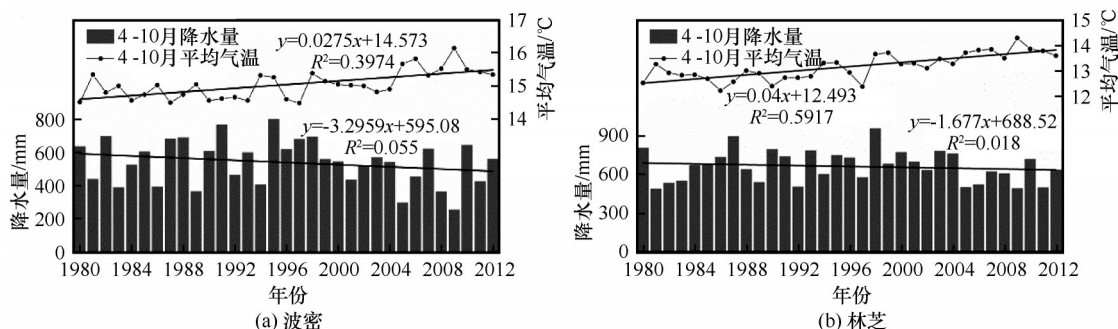 4 -10月降水量
4 -10月平均气温
y=0.0275x+14.573
R²=0.3974
y=-3.2959x+595.08
R²=0.055
降水量/mm
800
600
400
200
0
17
16
15
14
平均气温/℃
1980 1984 1988 1992 1996 2000 2004 2008 2012
年份
(a) 波密
4 -10月降水量
4 -10月平均气温
y=0.04x+12.493
R²=0.5917
y=-1.677x+688.52
R²=0.018
降水量/mm
900
600
300
0
15
14
13
12
平均气温/℃
1980 1984 1988 1992 1996 2000 2004 2008 2012
年份
(b) 林芝